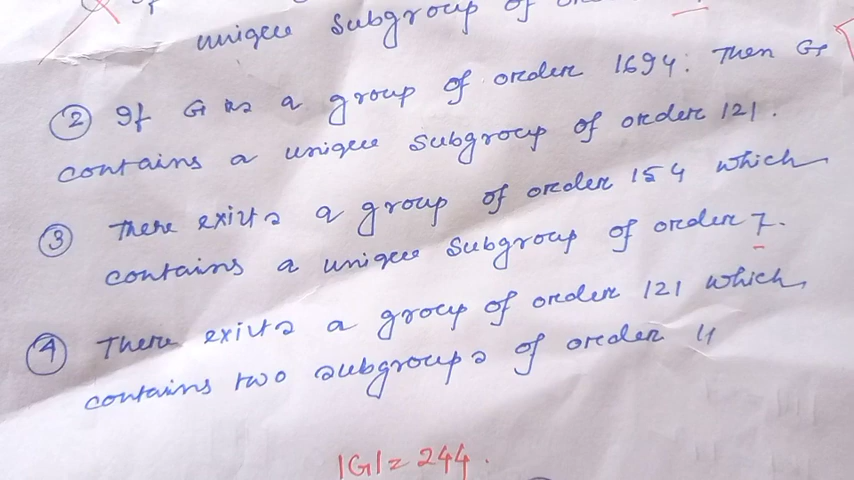 unique subgroup of
② If G is a group of order 1694. Then G
contains a unique subgroup of order 121.
③ There exists a group of order 154 which
contains a unique subgroup of order 7.
④ There exists a group of order 121 which
contains two subgroups of order 11
|G| = 244.